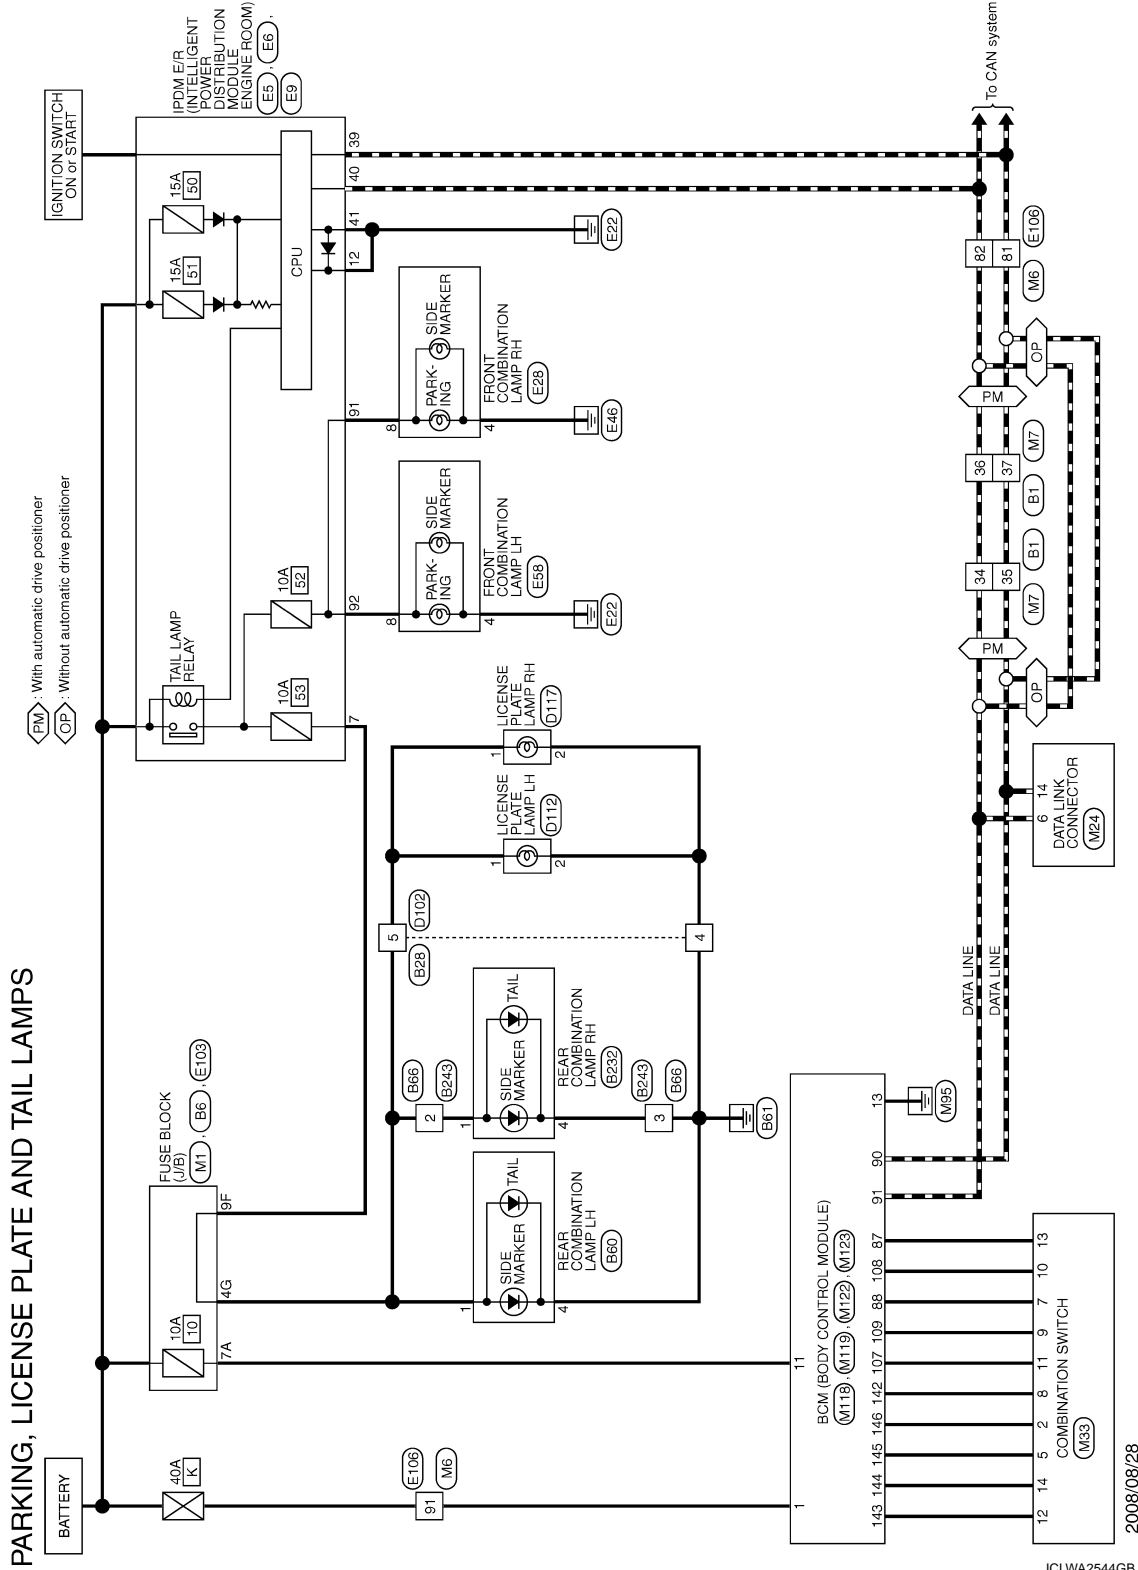 PARKING, LICENSE PLATE AND TAIL LAMPS
PM : With automatic drive positioner
OP : Without automatic drive positioner
BATTERY
IGNITION SWITCH
ON or START
40A
K
FUSE BLOCK
(J/B)
M1 , B6 , E103
10A
10
7A
4G
9F
IPDM E/R
(INTELLIGENT
POWER
DISTRIBUTION
MODULE
ENGINE ROOM)
E5 , E6 ,
E9
TAIL LAMP
RELAY
10A
53
10A
52
15A
51
15A
50
CPU
7
92
91
12
41
40
39
E106
M6
91
1
4
SIDE
MARKER
TAIL
REAR
COMBINATION
LAMP LH
B60
B66
B243
2
1
4
SIDE
MARKER
TAIL
REAR
COMBINATION
LAMP RH
B232
B243
B66
3
B61
B28
D102
5
4
1
2
LICENSE
PLATE
LAMP LH
D112
1
2
LICENSE
PLATE
LAMP RH
D117
8
4
PARK-
ING
SIDE
MARKER
FRONT
COMBINATION
LAMP LH
E58
E22
8
4
PARK-
ING
SIDE
MARKER
FRONT
COMBINATION
LAMP RH
E28
E46
E22
1
11
BCM (BODY CONTROL MODULE)
M118 , M119 , M122 , M123
143
144
145
146
142
107
109
88
108
87
91
90
13
M95
12
14
5
2
8
11
9
7
10
13
COMBINATION SWITCH
M33
DATA LINE
DATA LINE
6
14
DATA LINK
CONNECTOR
M24
OP
PM
34
35
M7
B1
36
37
B1
M7
PM
OP
82
81
M6
E106
To CAN system
2008/08/28
JCLWA2544GB